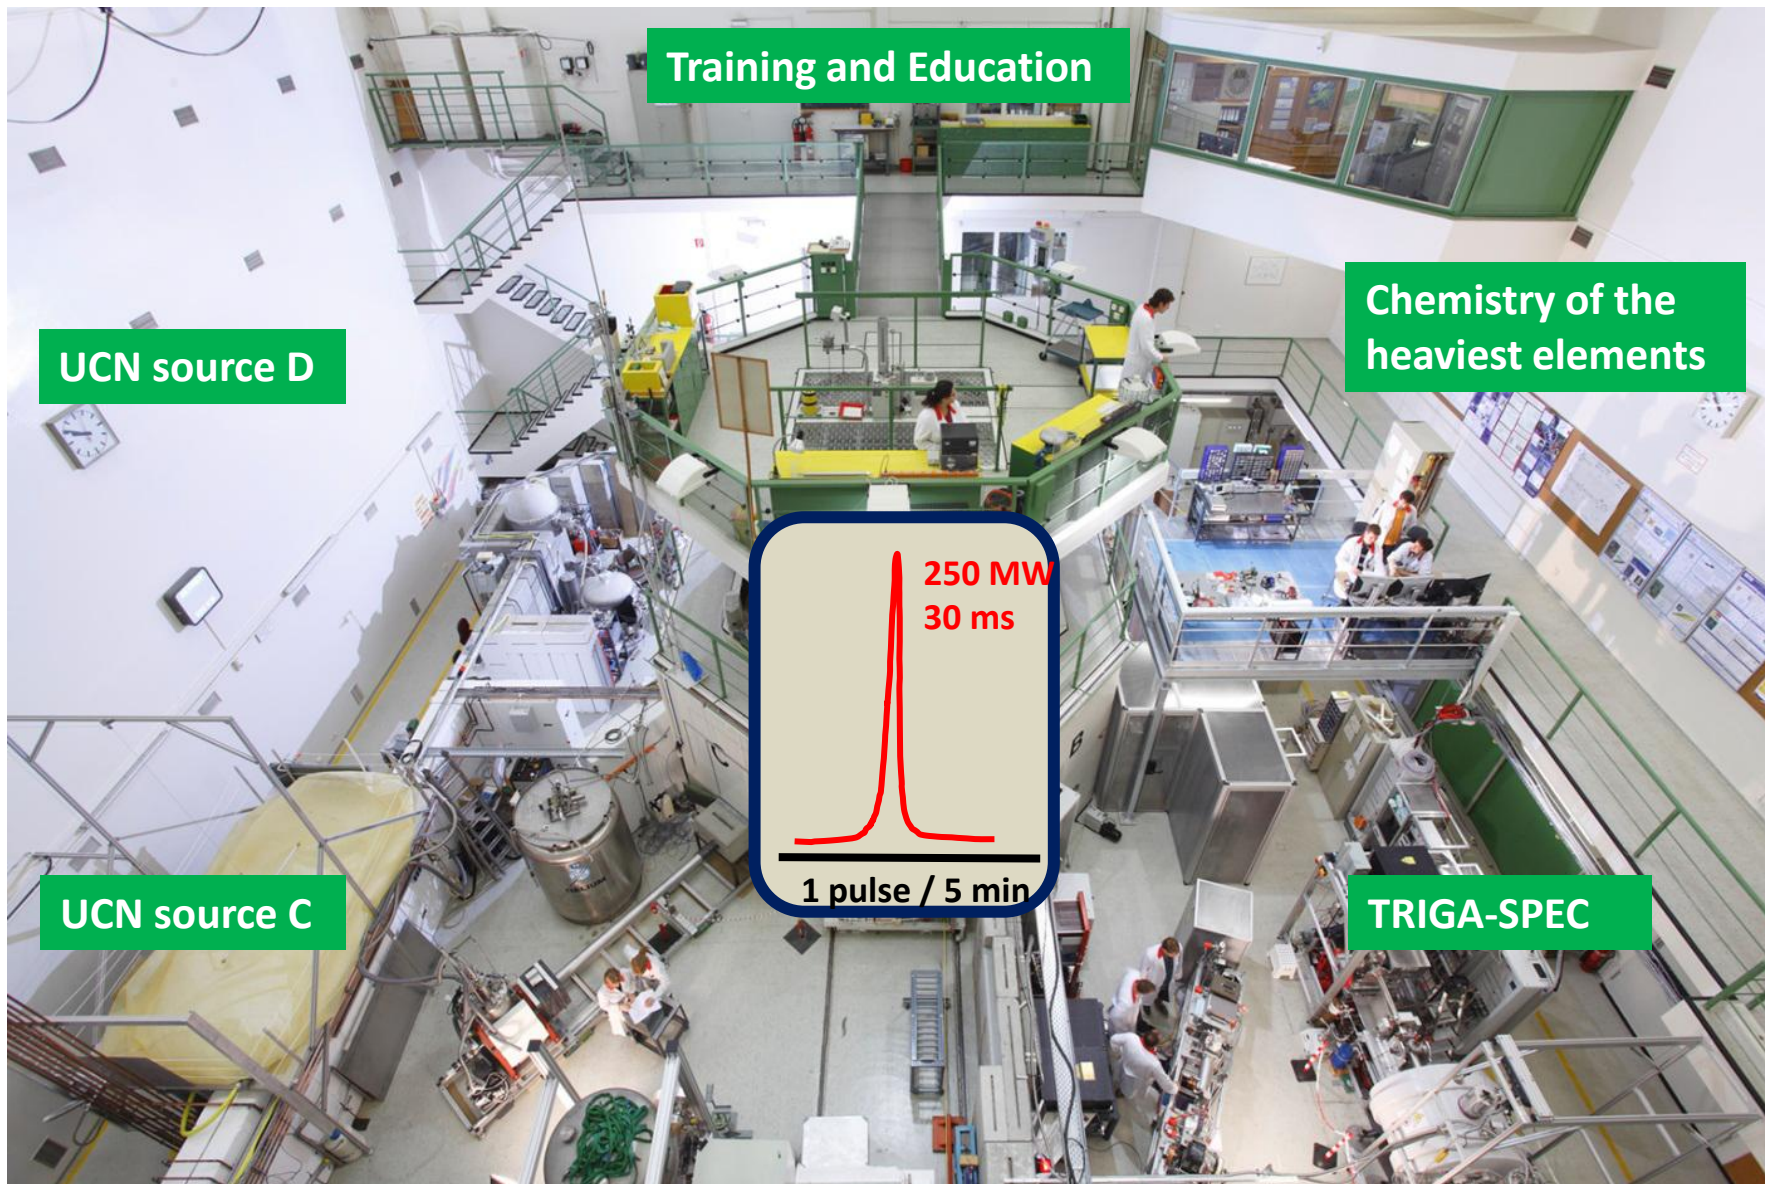 Training and Education
Chemistry of the
heaviest elements
UCN source D
250 MW
30 ms
1 pulse / 5 min
UCN source C
TRIGA-SPEC
C
B
HELIUM